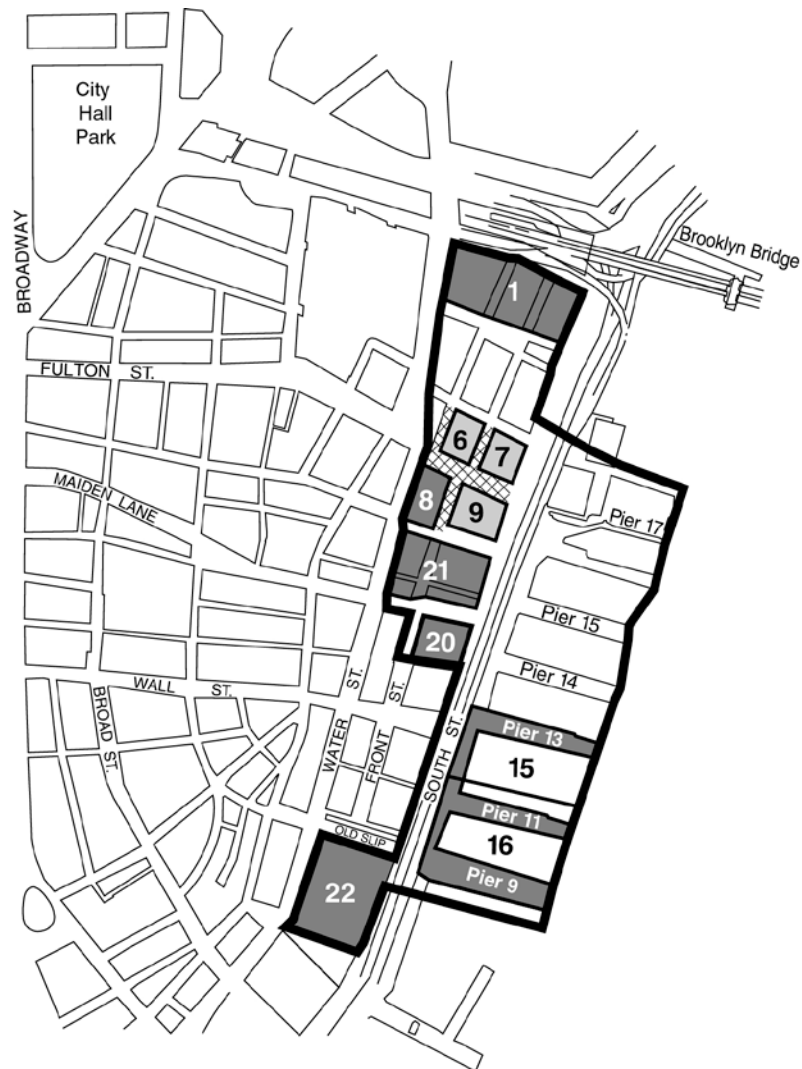 City
Hall
Park
BROADWAY
Brooklyn Bridge
1
FULTON ST.
6
7
MAIDEN LANE
8
9
Pier 17
21
Pier 15
20
Pier 14
WALL ST.
BROAD ST.
WATER ST.
FRONT ST.
SOUTH ST.
Pier 13
15
Pier 11
16
OLD SLIP
Pier 9
22